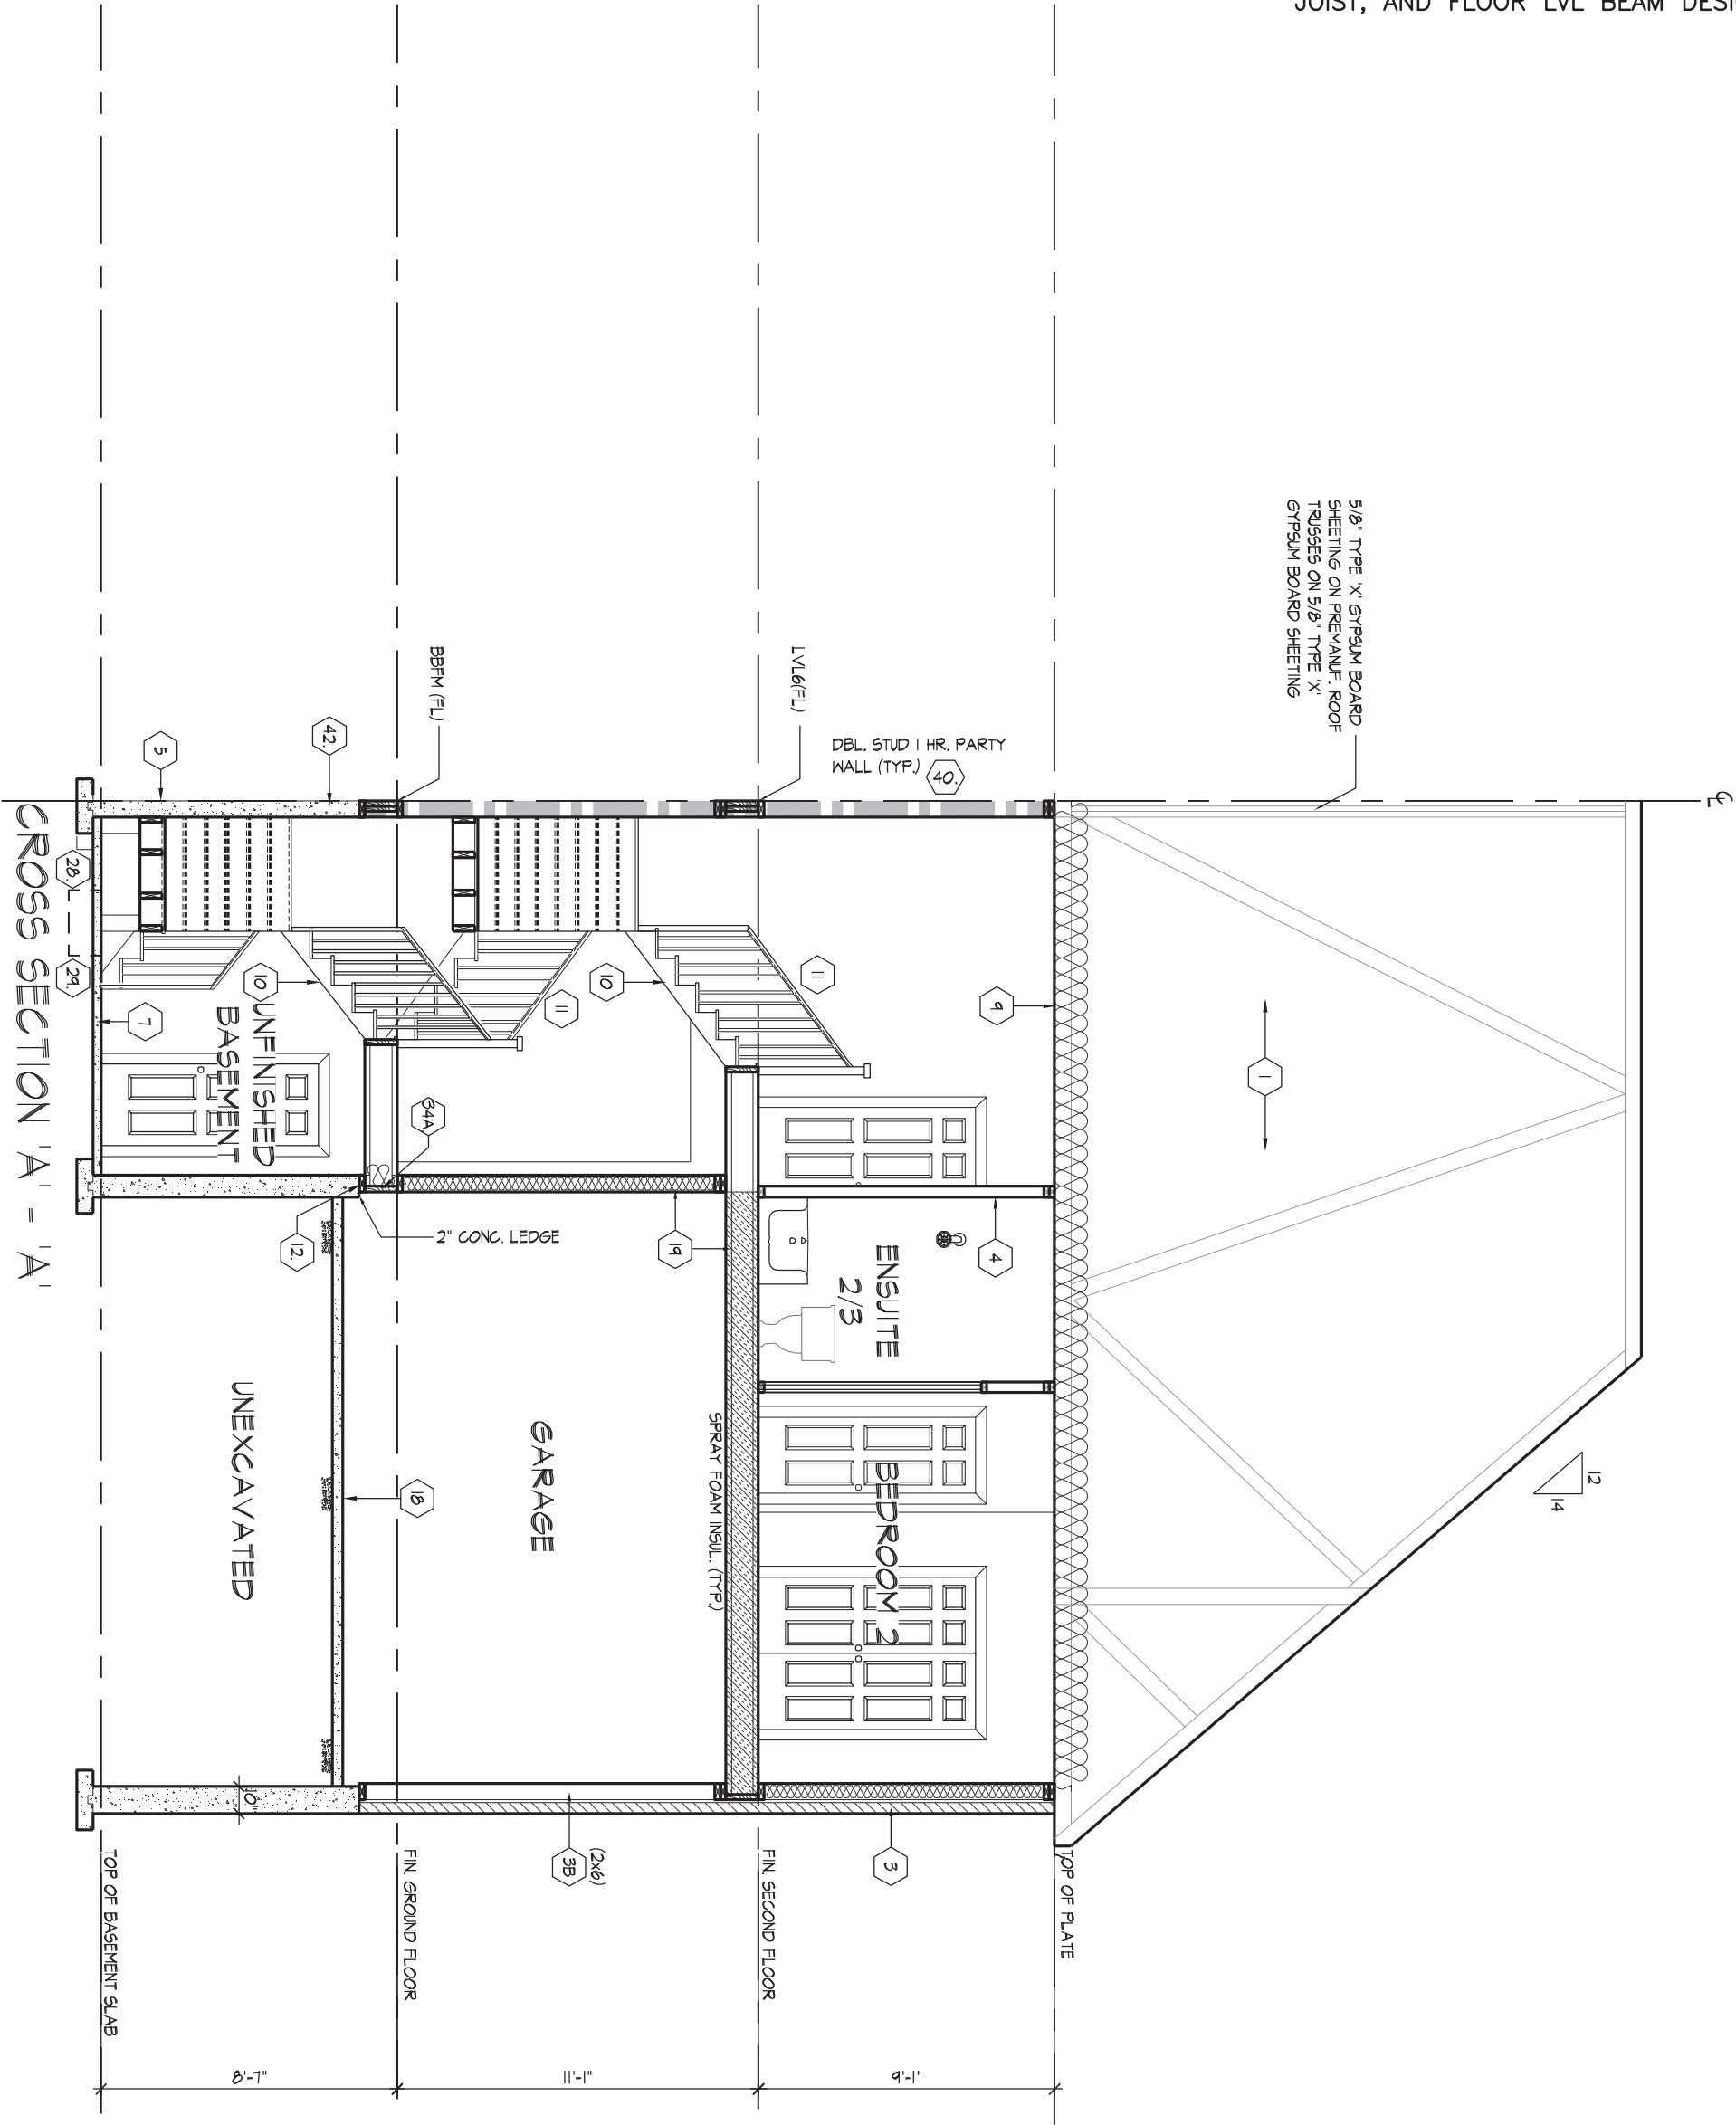 JOIST, AND FLOOR LVL BEAM DESI
℄
5/8" TYPE 'X' GYPSUM BOARD
SHEETING ON PREMANUF. ROOF
TRUSSES ON 5/8" TYPE 'X'
GYPSUM BOARD SHEETING
1
12
14
TOP OF PLATE
9'-1"
DBL. STUD 1 HR. PARTY
WALL (TYP.)
40.
9
4
ENSUITE
2/3
BEDROOM 2
3
LVL6(FL)
11
FIN. SECOND FLOOR
11'-1"
SPRAY FOAM INSUL. (TYP.)
19
10
11
GARAGE
3B
(2x6)
BBFM (FL)
34A
2" CONC. LEDGE
18
FIN. GROUND FLOOR
8'-7"
42.
5
10
12.
UNFINISHED
BASEMENT
UNEXCAVATED
10"
7
28.
29.
TOP OF BASEMENT SLAB
CROSS SECTION 'A' - 'A'